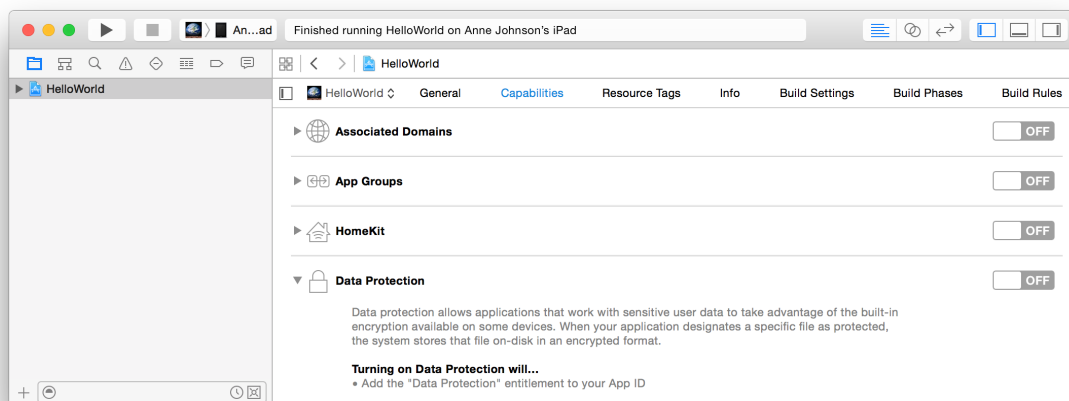 An...ad
Finished running HelloWorld on Anne Johnson's iPad
HelloWorld
HelloWorld
HelloWorld General Capabilities Resource Tags Info Build Settings Build Phases Build Rules
Associated Domains OFF
App Groups OFF
HomeKit OFF
Data Protection OFF
Data protection allows applications that work with sensitive user data to take advantage of the built-in
encryption available on some devices. When your application designates a specific file as protected,
the system stores that file on-disk in an encrypted format.
Turning on Data Protection will...
• Add the "Data Protection" entitlement to your App ID